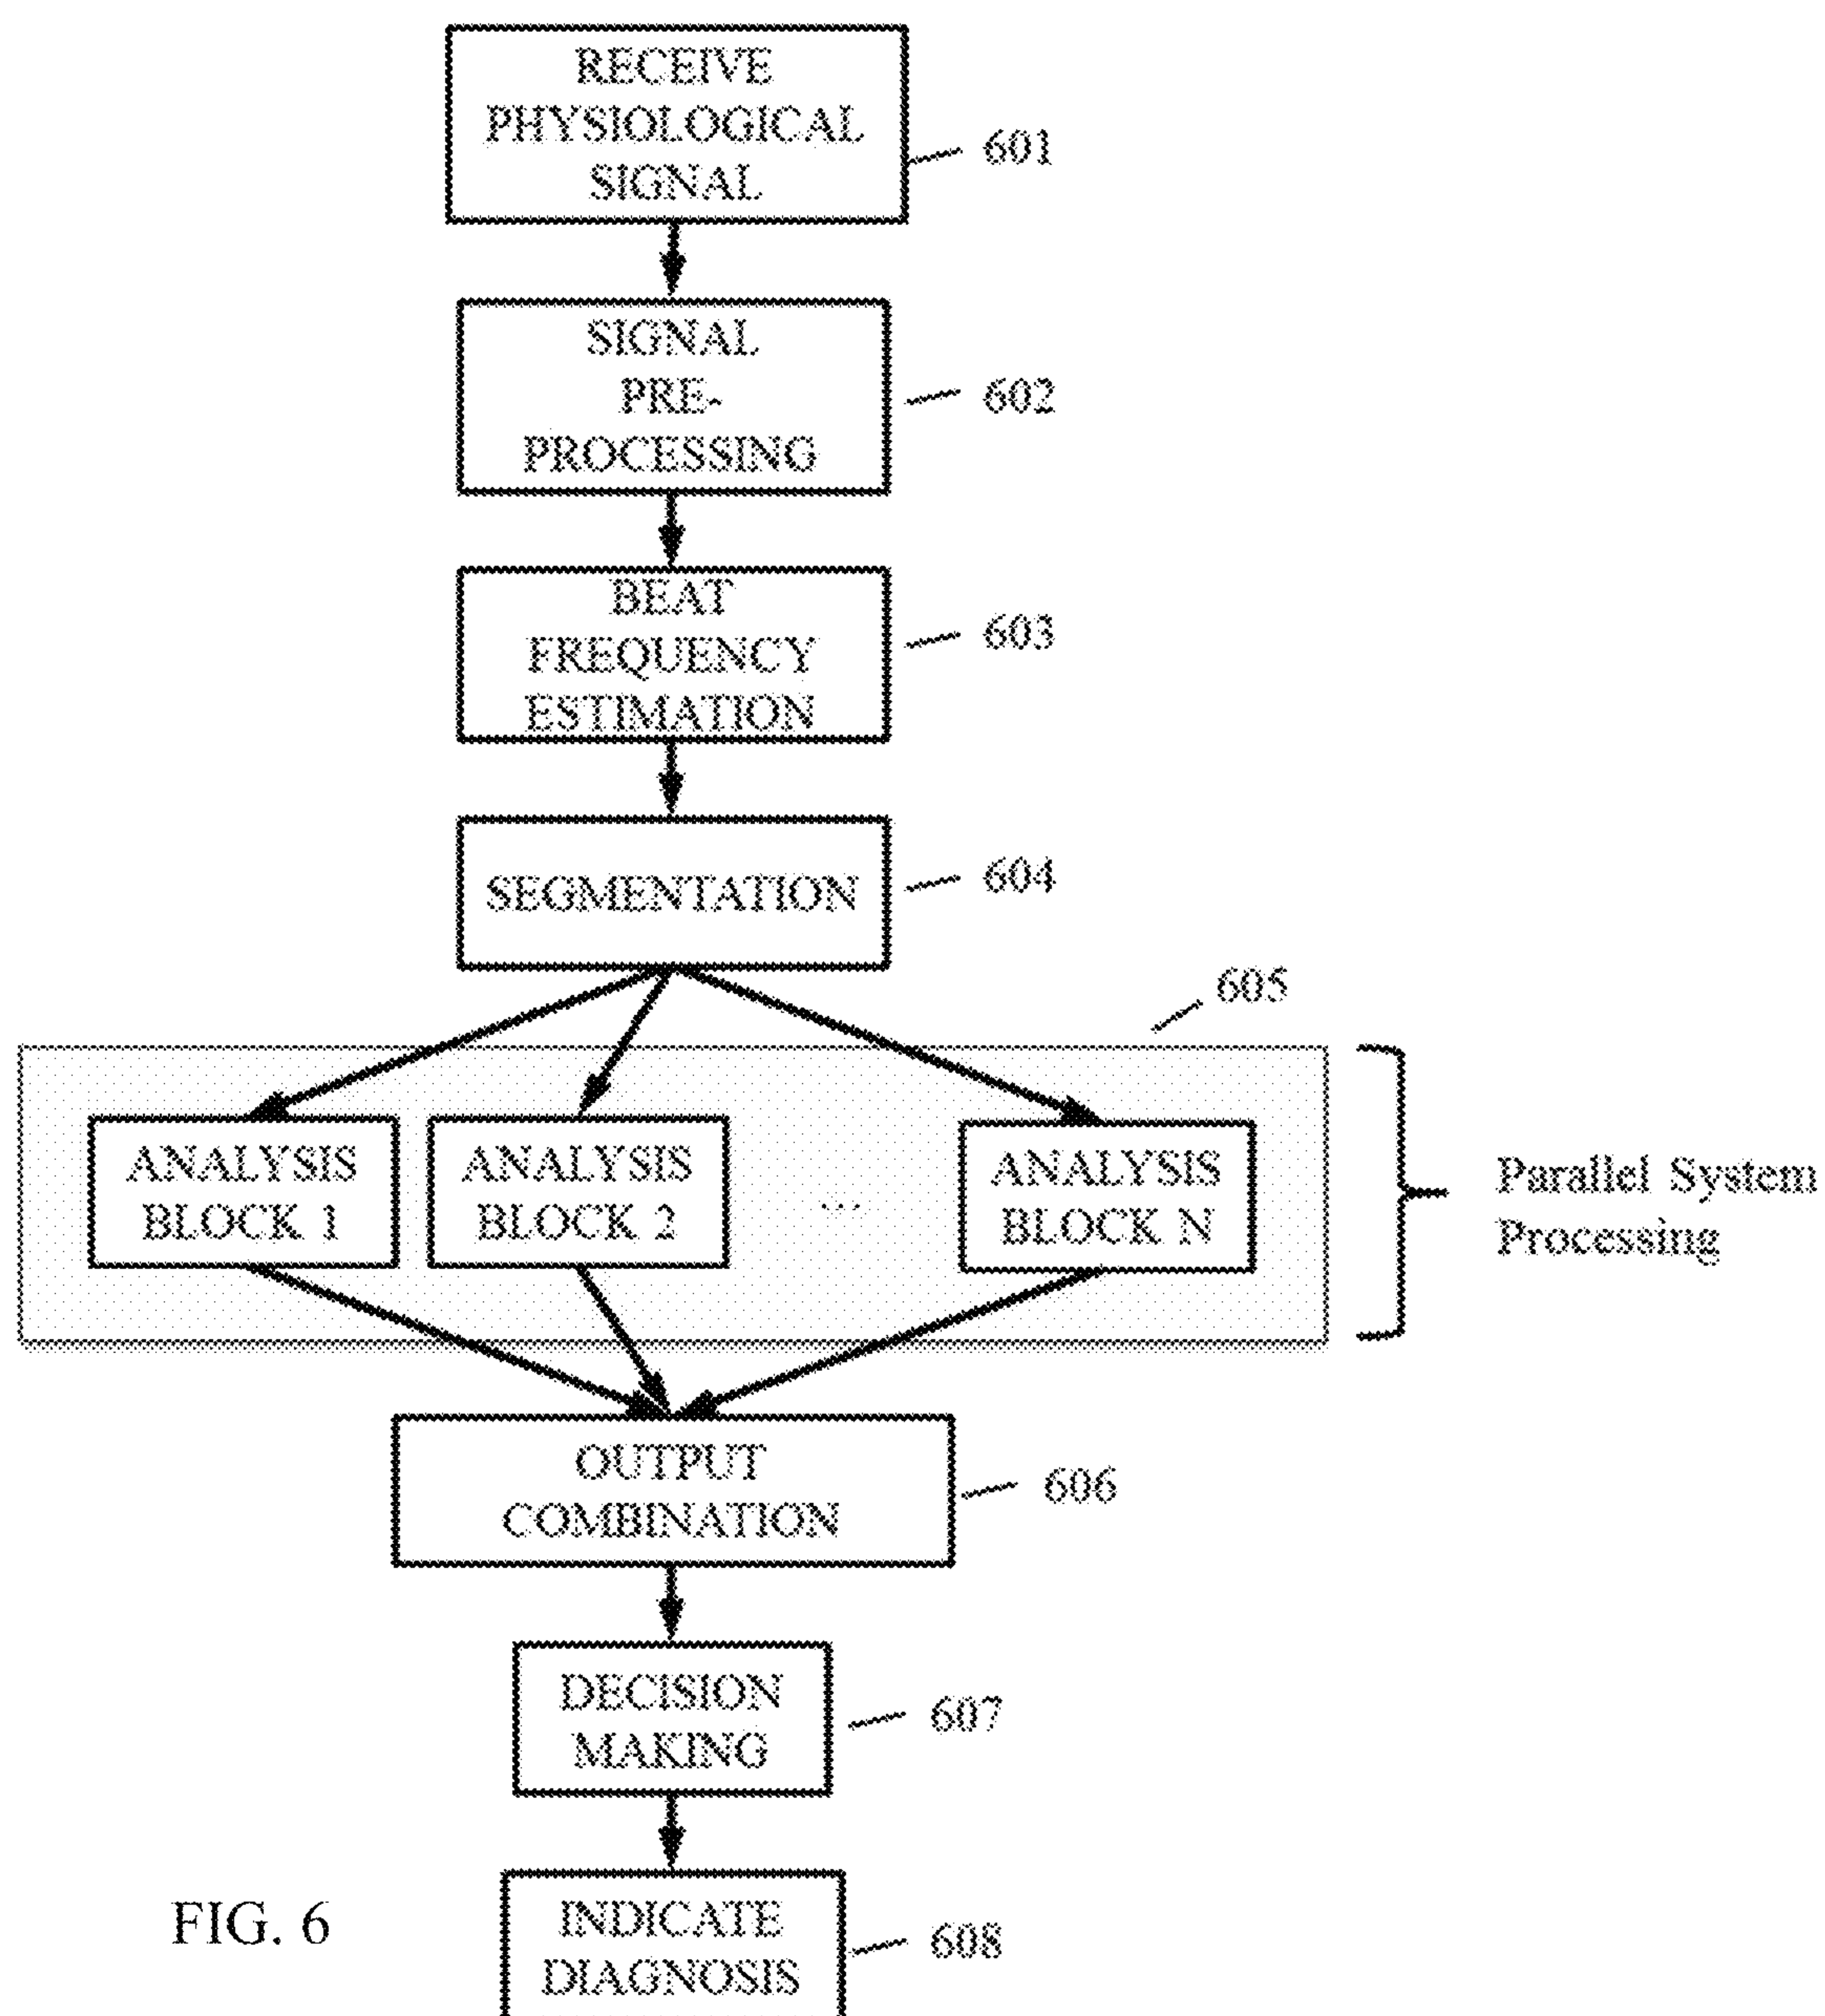 RECEIVE
PHYSIOLOGICAL
SIGNAL
601
SIGNAL
PRE-
PROCESSING
602
BEAT
FREQUENCY
ESTIMATION
603
SEGMENTATION
604
605
ANALYSIS
BLOCK 1
ANALYSIS
BLOCK 2
...
ANALYSIS
BLOCK N
Parallel System
Processing
OUTPUT
COMBINATION
606
DECISION
MAKING
607
INDICATE
DIAGNOSIS
608
FIG. 6